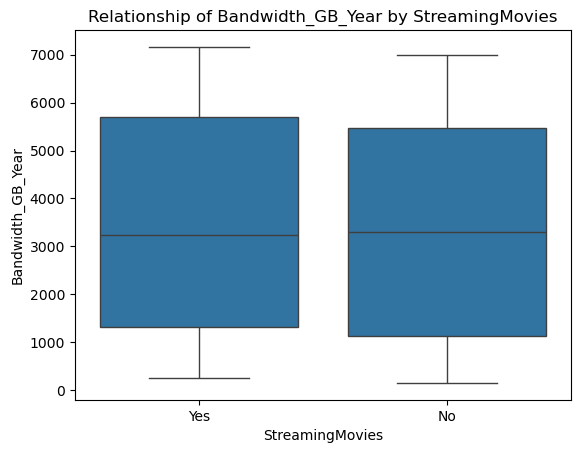 Relationship of Bandwidth_GB_Year by StreamingMovies
7000
6000
5000
4000
3000
2000
1000
0
Bandwidth_GB_Year
Yes No
StreamingMovies